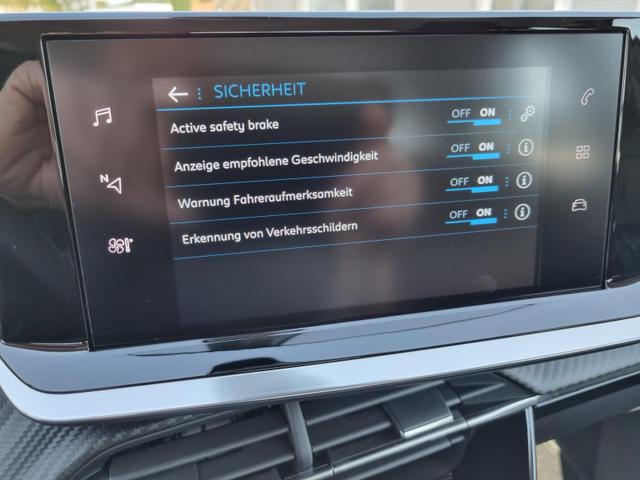 SICHERHEIT
Active safety brake OFF ON
Anzeige empfohlene Geschwindigkeit OFF ON
Warnung Fahreraufmerksamkeit OFF ON
Erkennung von Verkehrsschildern OFF ON
N